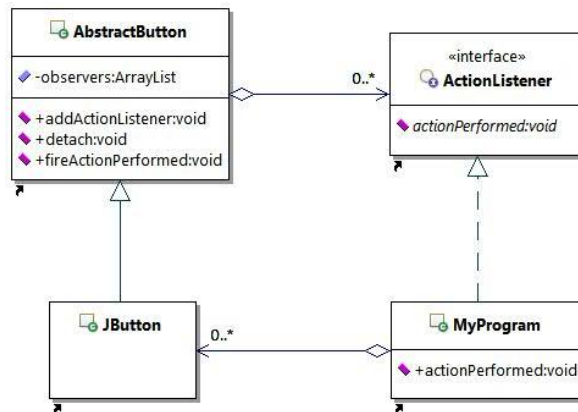 AbstractButton
-observers:ArrayList
+addActionListener:void
+detach:void
+fireActionPerformed:void
0..*
«interface»
ActionListener
actionPerformed:void
JButton
0..*
MyProgram
+actionPerformed:void